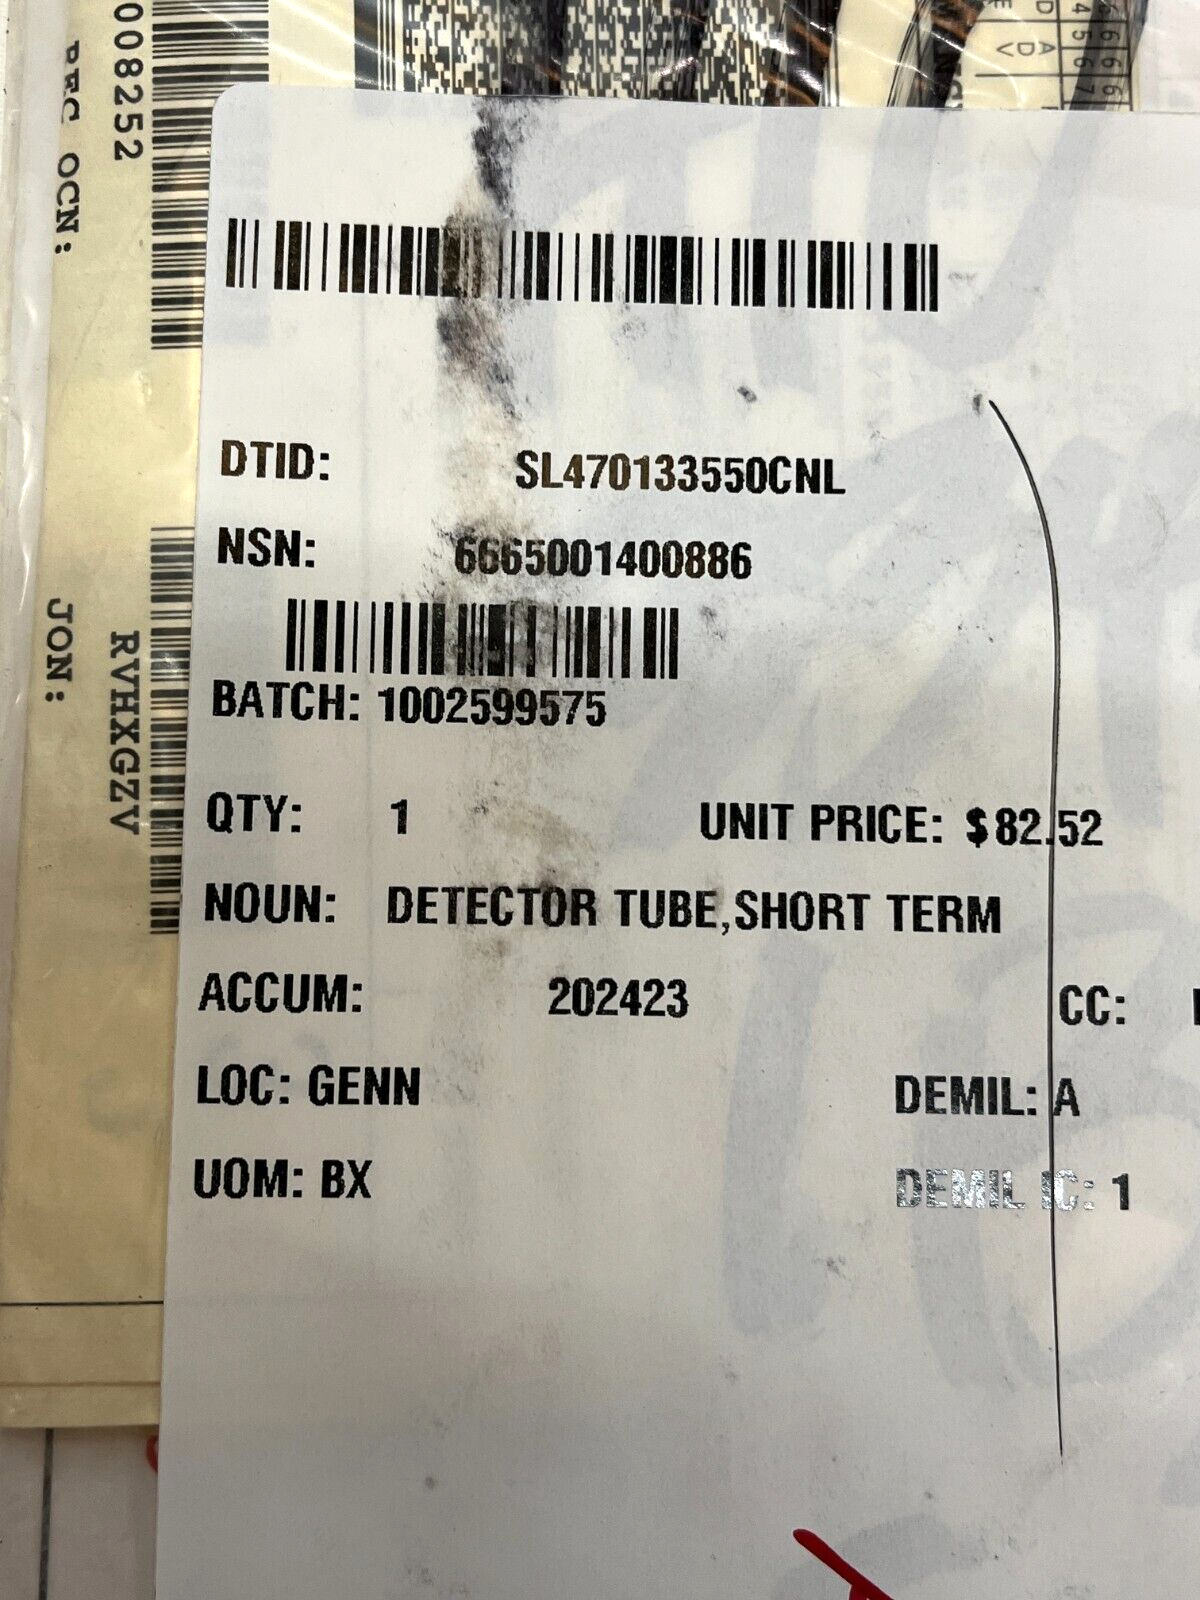 008252
REC OCN:
RVHXGZV
JON:
DTID: SL470133550CNL
NSN: 6665001400886
BATCH: 1002599575
QTY: 1 UNIT PRICE: $82.52
NOUN: DETECTOR TUBE,SHORT TERM
ACCUM: 202423 CC:
LOC: GENN DEMIL: A
UOM: BX DEMIL IC: 1